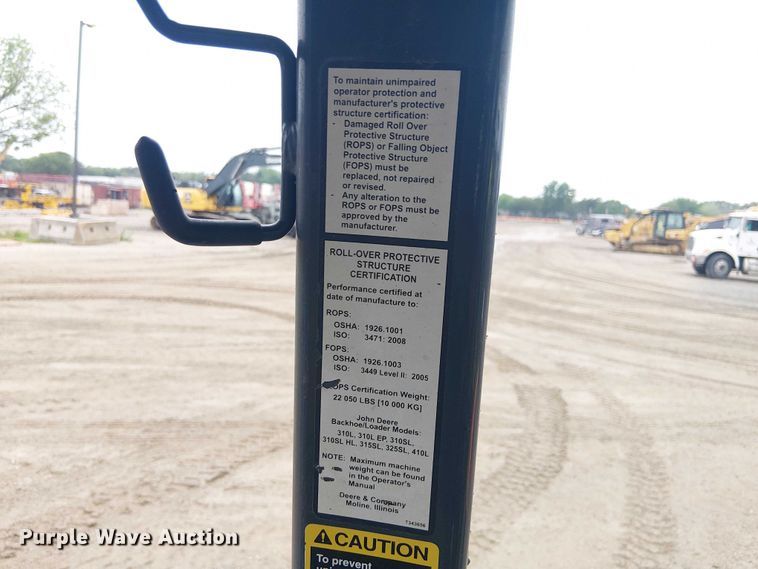 To maintain unimpaired
operator protection and
manufacturer's protective
structure certification:
- Damaged Roll Over
Protective Structure
(ROPS) or Falling Object
Protective Structure
(FOPS) must be
replaced, not repaired
or revised.
- Any alteration to the
ROPS or FOPS must be
approved by the
manufacturer.
ROLL-OVER PROTECTIVE
STRUCTURE
CERTIFICATION
Performance certified at
date of manufacture to:
ROPS:
OSHA: 1926.1001
ISO: 3471: 2008
FOPS:
OSHA: 1926.1003
ISO: 3449 Level II: 2005
ROPS Certification Weight:
22 050 LBS [10 000 KG]
John Deere
Backhoe/Loader Models:
310L, 310L EP, 310SL,
310SL HL, 315SL, 325SL, 410L
NOTE: Maximum machine
weight can be found
in the Operator's
Manual
Deere & Company
Moline, Illinois
T343656
CAUTION
To prevent
Purple Wave Auction